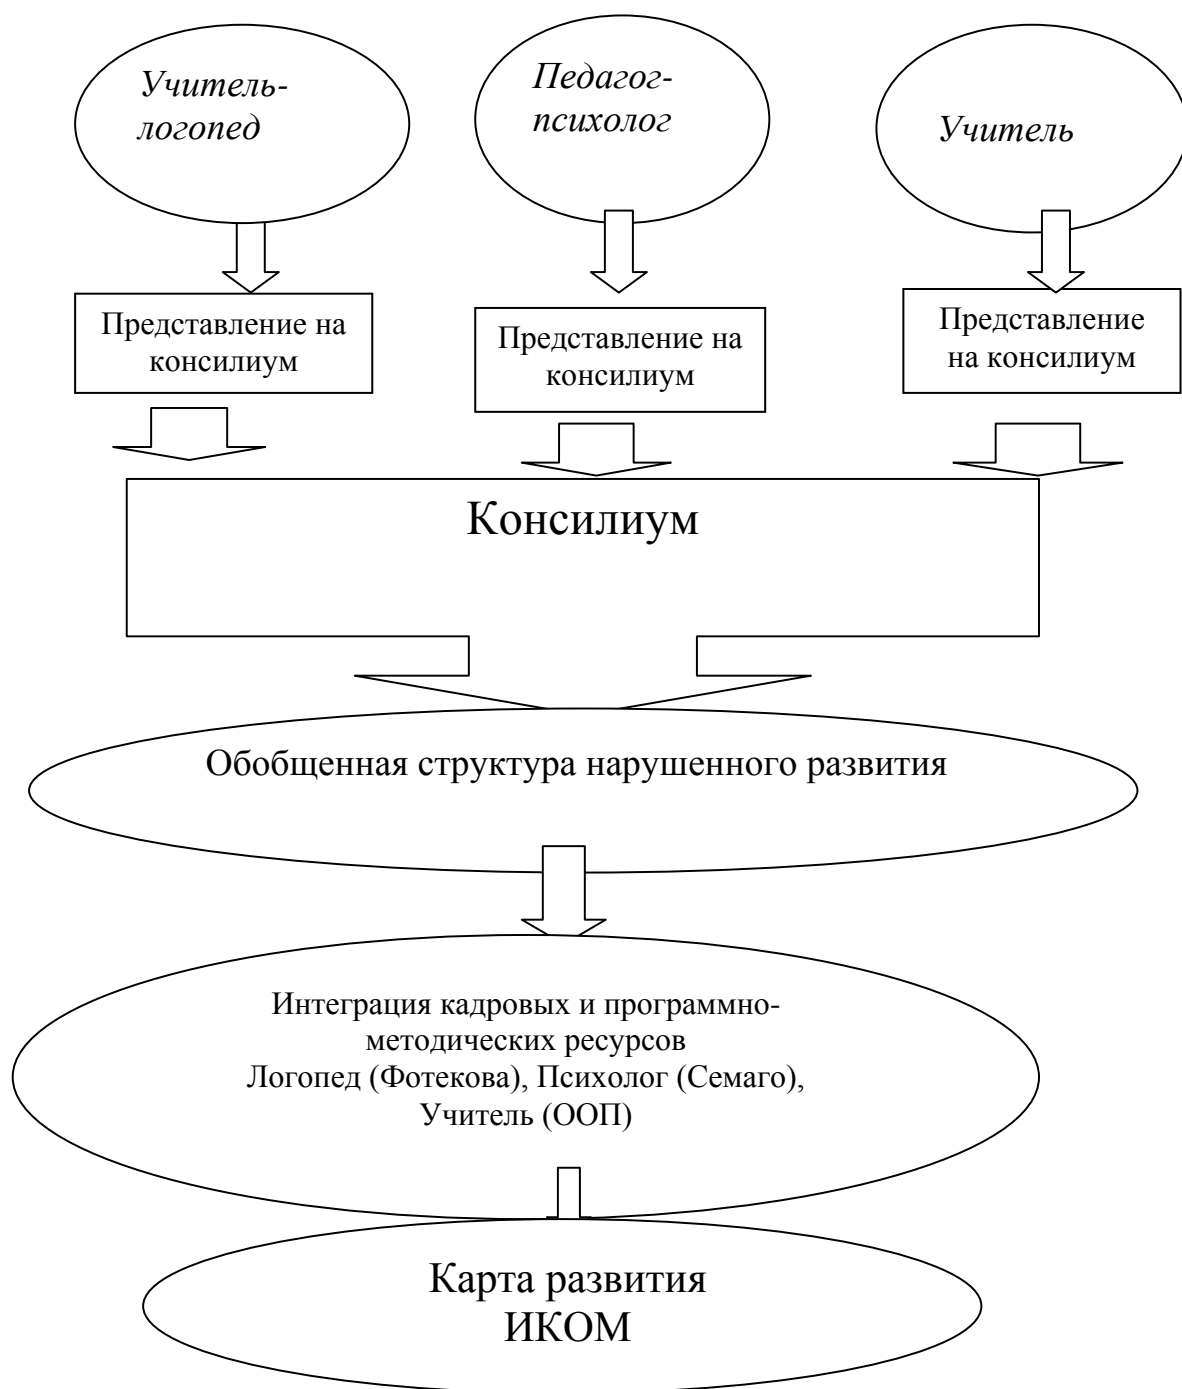 Учитель-
логопед
Педагог-
психолог
Учитель
Представление на
консилиум
Представление на
консилиум
Представление
на консилиум
Консилиум
Обобщенная структура нарушенного развития
Интеграция кадровых и программно-
методических ресурсов
Логопед (Фотекова), Психолог (Семаго),
Учитель (ООП)
Карта развития
ИКОМ